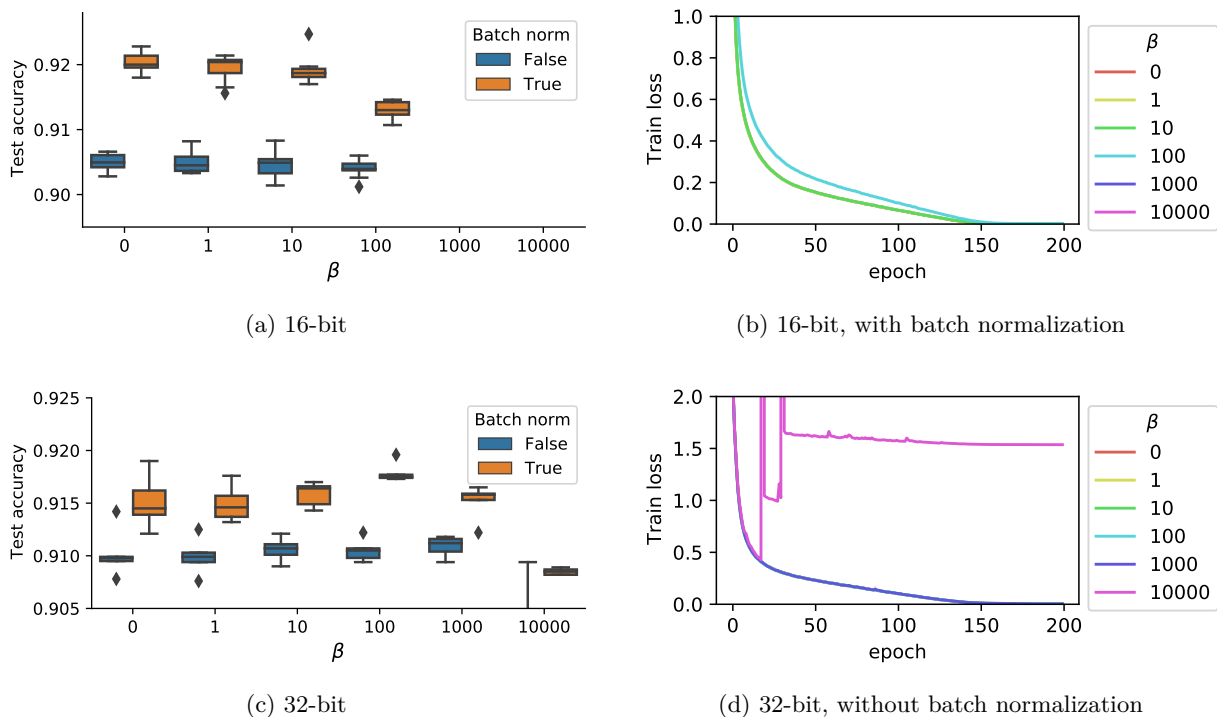 Test accuracy
0.92
0.91
0.90
0 1 10 100 1000 10000
β
Batch norm
False
True
(a) 16-bit
Train loss
1.0
0.8
0.6
0.4
0.2
0.0
0 50 100 150 200
epoch
β
0
1
10
100
1000
10000
(b) 16-bit, with batch normalization
Test accuracy
0.925
0.920
0.915
0.910
0.905
0 1 10 100 1000 10000
β
Batch norm
False
True
(c) 32-bit
Train loss
2.0
1.5
1.0
0.5
0.0
0 50 100 150 200
epoch
β
0
1
10
100
1000
10000
(d) 32-bit, without batch normalization